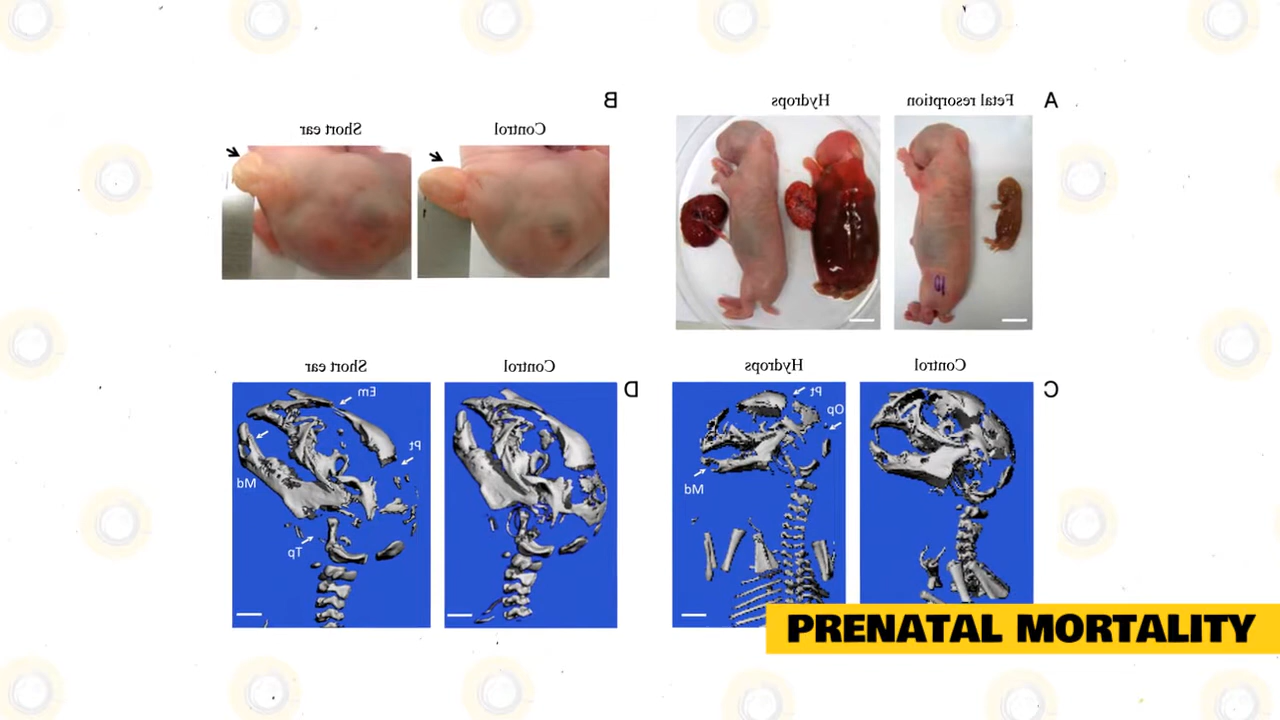 B
A
Hydrops
Fetal resorption
Short ear
Control
Short ear
Control
Hydrops
Control
D
C
Em
Pt
Md
Tp
Pt
Op
Md
PRENATAL MORTALITY